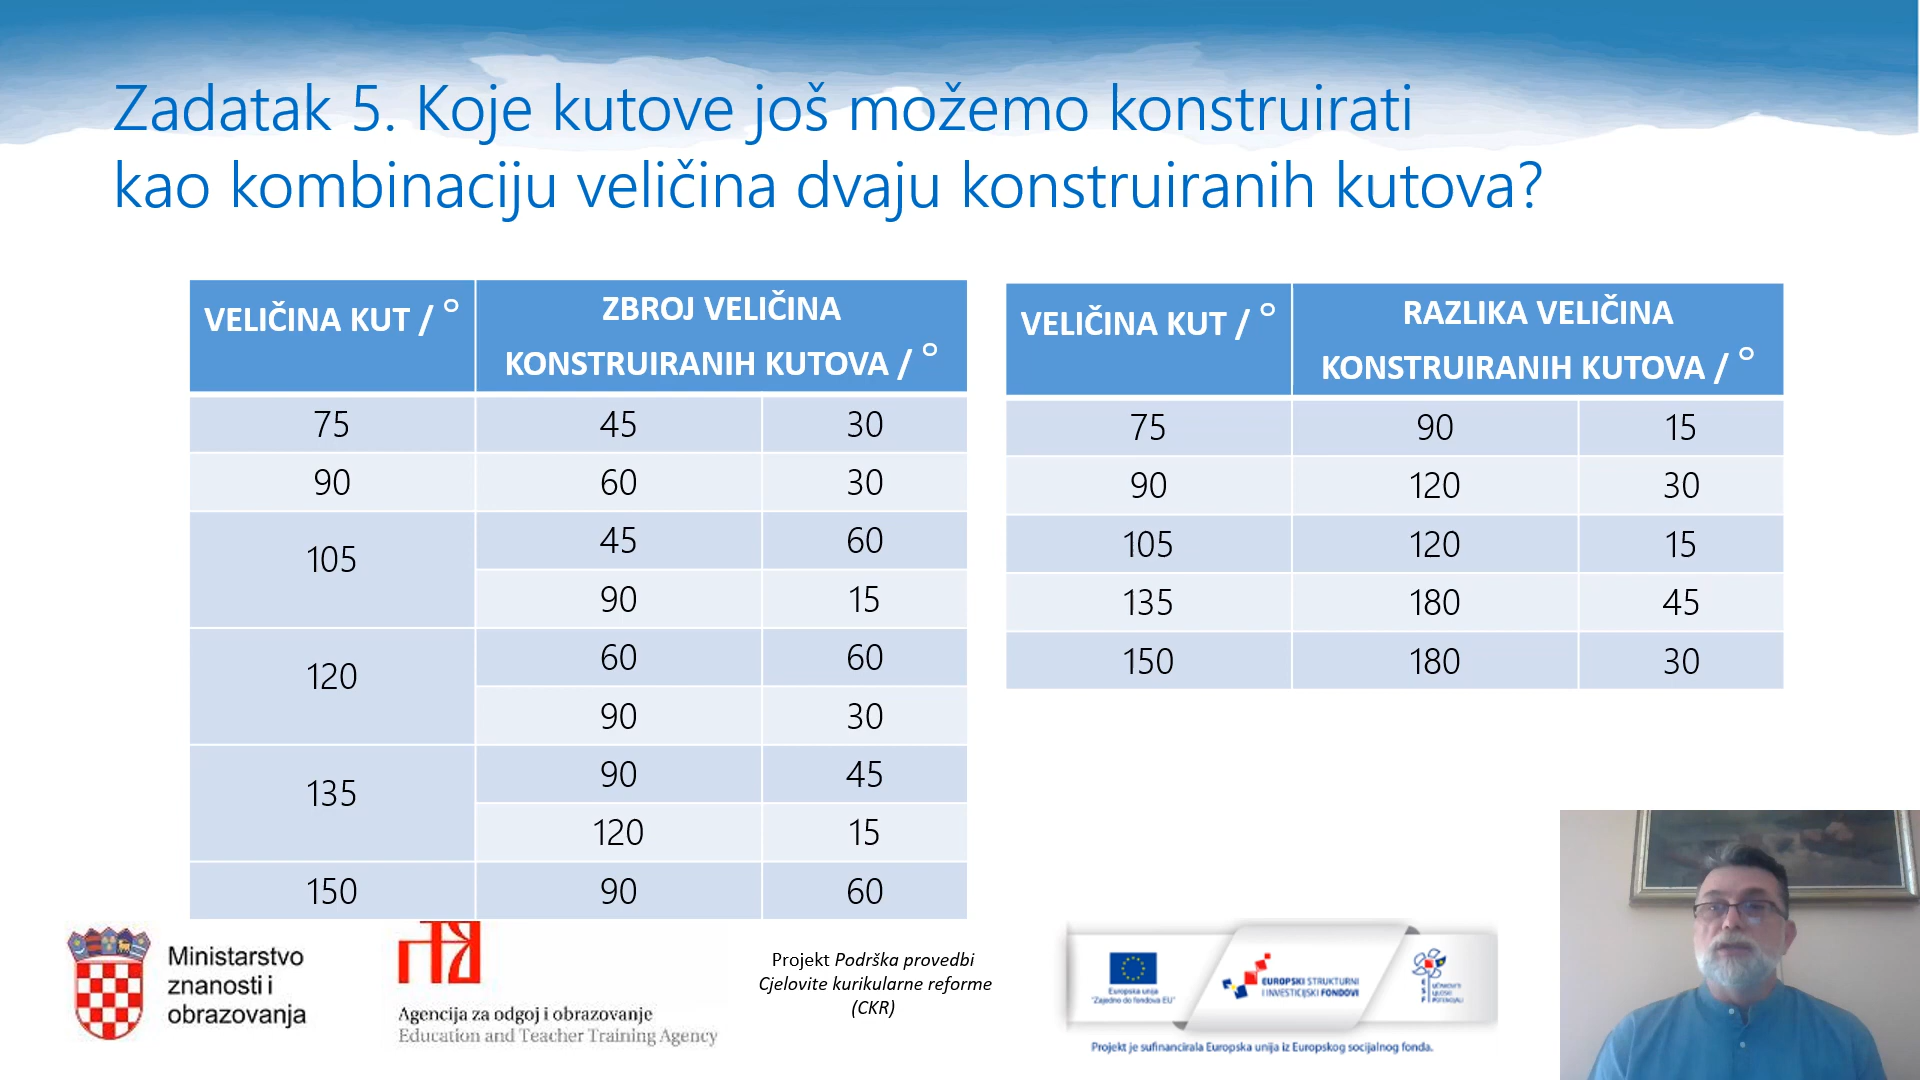 Zadatak 5. Koje kutove još možemo konstruirati
kao kombinaciju veličina dvaju konstruiranih kutova?
VELIČINA KUT / °
ZBROJ VELIČINA
KONSTRUIRANIH KUTOVA / °
75 45 30
90 60 30
105 45 60
90 15
120 60 60
90 30
135 90 45
120 15
150 90 60
VELIČINA KUT / °
RAZLIKA VELIČINA
KONSTRUIRANIH KUTOVA / °
75 90 15
90 120 30
105 120 15
135 180 45
150 180 30
Ministarstvo
znanosti i
obrazovanja
Agencija za odgoj i obrazovanje
Education and Teacher Training Agency
Projekt Podrška provedbi
Cjelovite kurikularne reforme
(CKR)
Europska unija
"Zajedno do fondova EU"
EUROPSKI STRUKTURNI
I INVESTICIJSKI FONDOVI
Projekt je sufinancirala Europska unija iz Europskog socijalnog fonda.